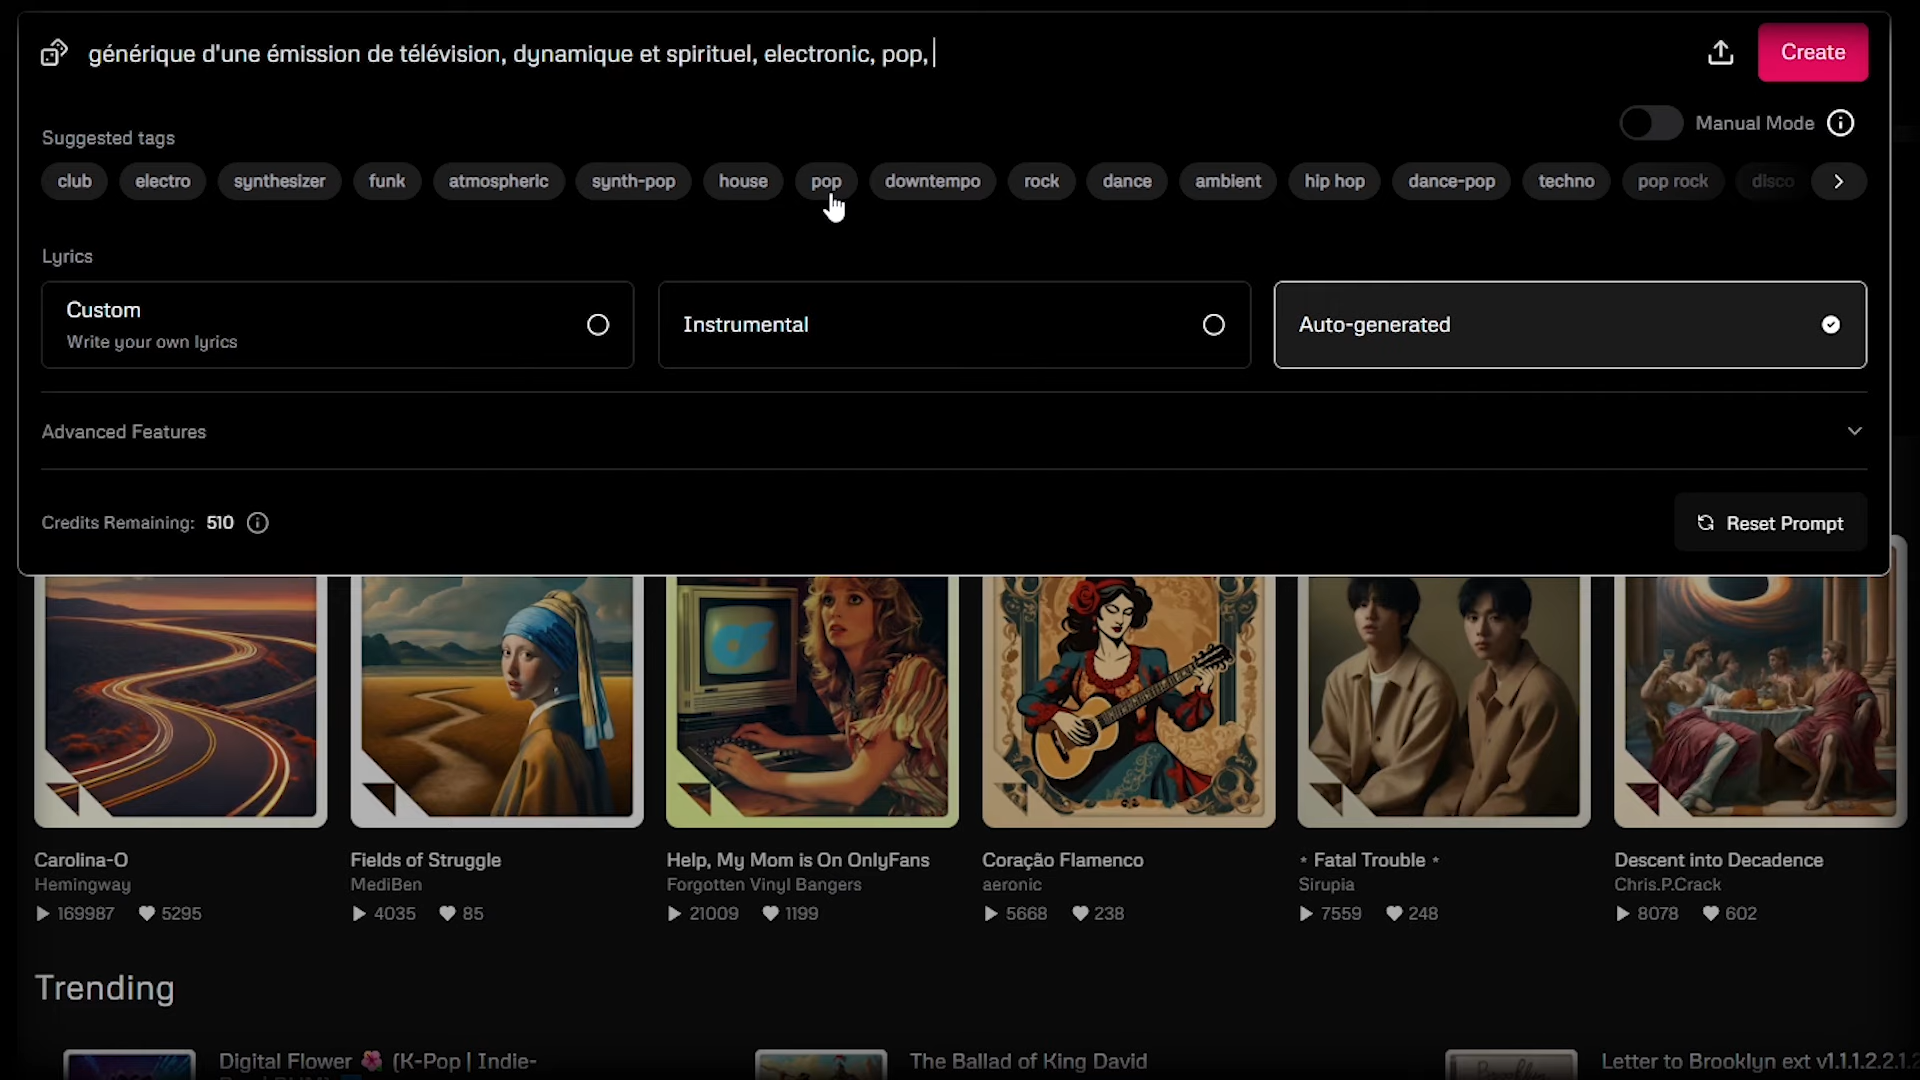 générique d'une émission de télévision, dynamique et spirituel, electronic, pop,
Create
Manual Mode
Suggested tags
club electro synthesizer funk atmospheric synth-pop house pop downtempo rock dance ambient hip hop dance-pop techno pop rock disco
Lyrics
Custom
Write your own lyrics
Instrumental
Auto-generated
Advanced Features
Credits Remaining: 510
Reset Prompt
Carolina-O
Hemingway
169987 5295
Fields of Struggle
MediBen
4035 85
Help, My Mom is On OnlyFans
Forgotten Vinyl Bangers
21009 1199
Coração Flamenco
aeronic
5668 238
⋆ Fatal Trouble ⋆
Sirupia
7559 248
Descent into Decadence
Chris.P.Crack
8078 602
Trending
Digital Flower 🌺 (K-Pop | Indie-
The Ballad of King David
Letter to Brooklyn ext v1.1.1.2.2.1.2